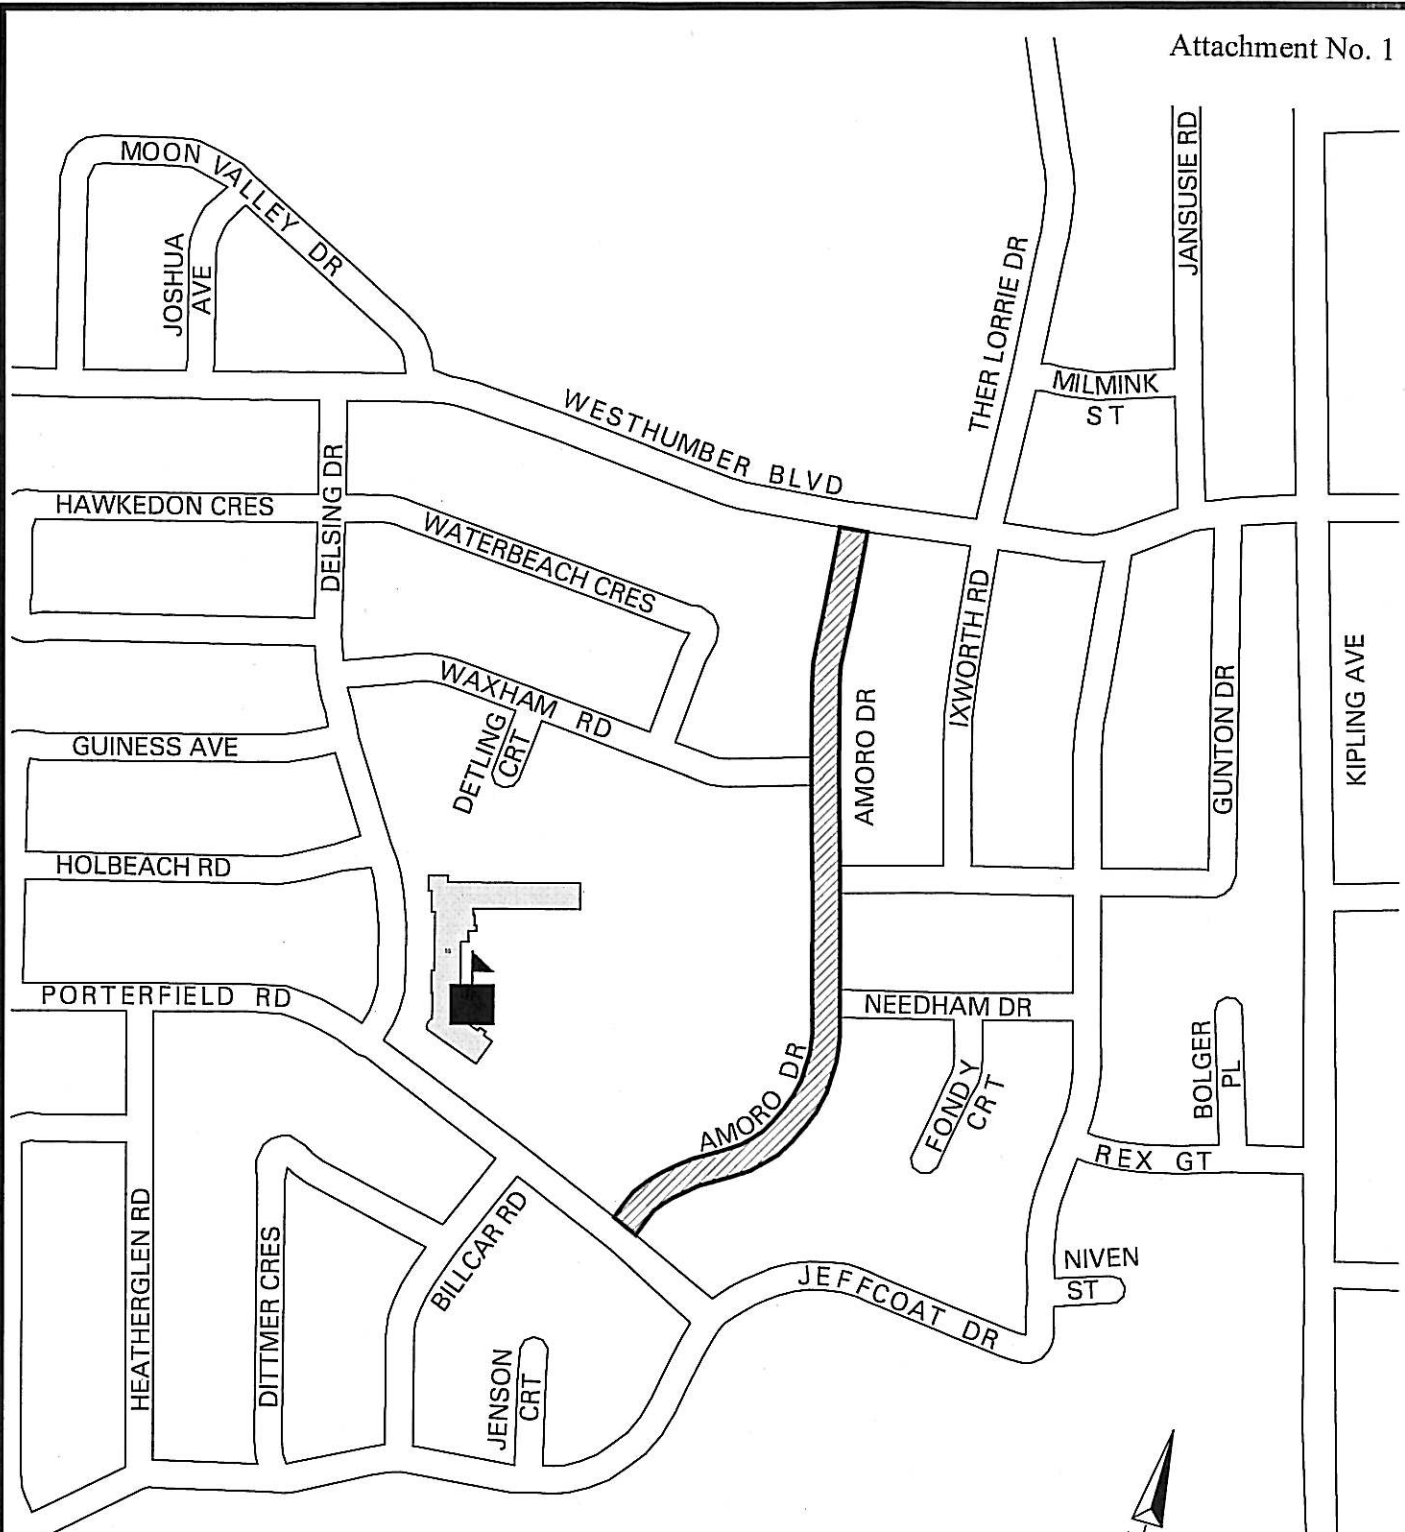 Attachment No. 1
MOON VALLEY DR
JOSHUA
AVE
JANSUSIE RD
THER LORRIE DR
MILMINK
ST
WESTHUMBER BLVD
DELSING DR
HAWKEDON CRES
WATERBEACH CRES
IXWORTH RD
KIPLING AVE
GUNTON DR
WAXHAM RD
AMORO DR
DETLING
CRT
GUINESS AVE
HOLBEACH RD
PORTERFIELD RD
NEEDHAM DR
BOLGER
PL
FONDY
CRT
AMORO DR
REX GT
HEATHERGLEN RD
DITTMER CRES
BILLCAR RD
NIVEN
ST
JEFFCOAT DR
JENSON
CRT